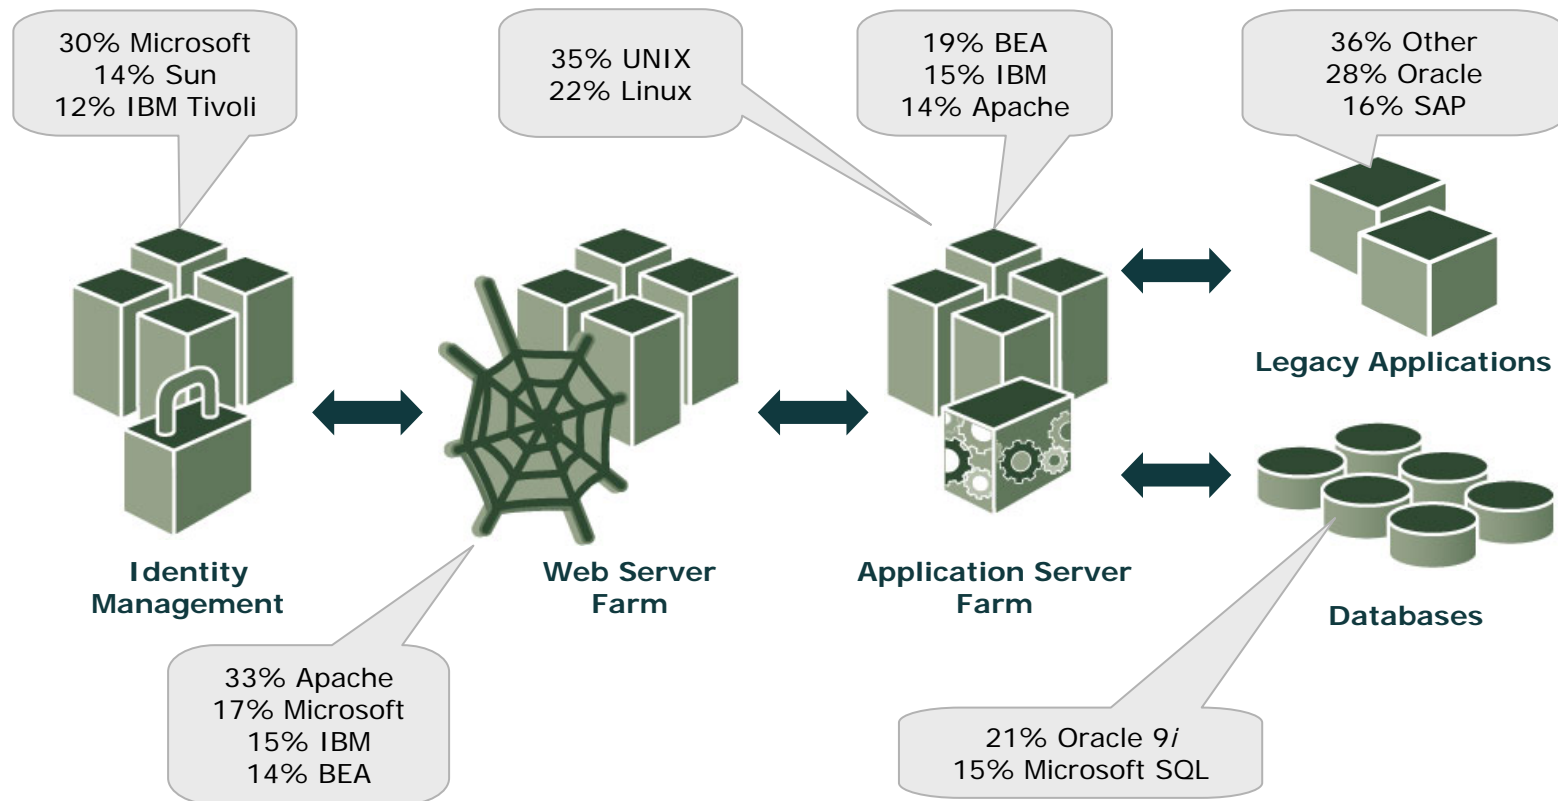 30% Microsoft
14% Sun
12% IBM Tivoli
35% UNIX
22% Linux
19% BEA
15% IBM
14% Apache
36% Other
28% Oracle
16% SAP
Legacy Applications
Identity
Management
Web Server
Farm
Application Server
Farm
Databases
33% Apache
17% Microsoft
15% IBM
14% BEA
21% Oracle 9i
15% Microsoft SQL